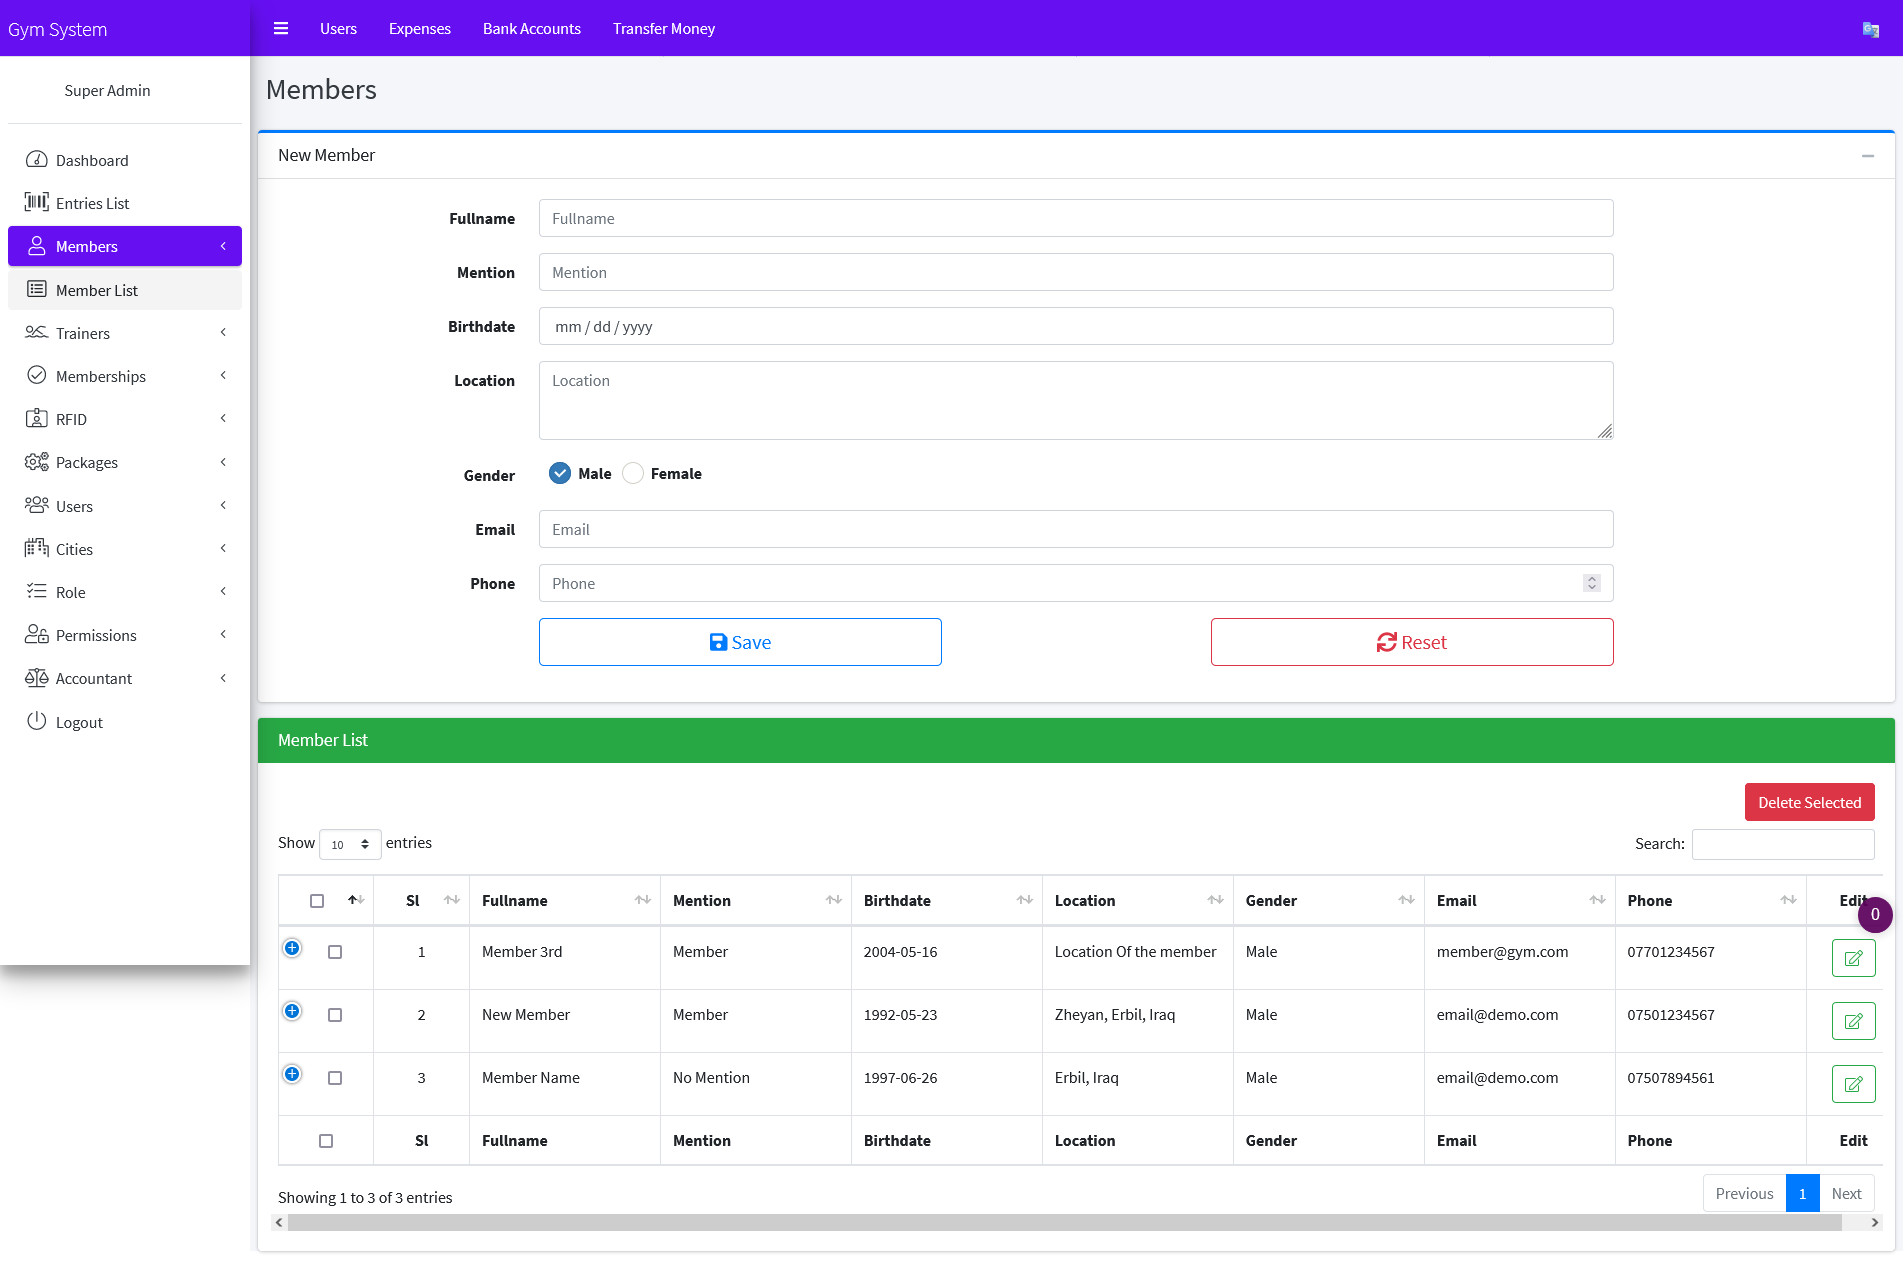 Gym System
Users Expenses Bank Accounts Transfer Money
Super Admin
Dashboard
Entries List
Members
Member List
Trainers
Memberships
RFID
Packages
Users
Cities
Role
Permissions
Accountant
Logout
Members
New Member
Fullname Fullname
Mention Mention
Birthdate mm / dd / yyyy
Location Location
Gender Male Female
Email Email
Phone Phone
Save Reset
Member List
Delete Selected
Show 10 entries Search:
Sl Fullname Mention Birthdate Location Gender Email Phone Edit
0
1 Member 3rd Member 2004-05-16 Location Of the member Male member@gym.com 07701234567
2 New Member Member 1992-05-23 Zheyan, Erbil, Iraq Male email@demo.com 07501234567
3 Member Name No Mention 1997-06-26 Erbil, Iraq Male email@demo.com 07507894561
Sl Fullname Mention Birthdate Location Gender Email Phone Edit
Showing 1 to 3 of 3 entries Previous 1 Next